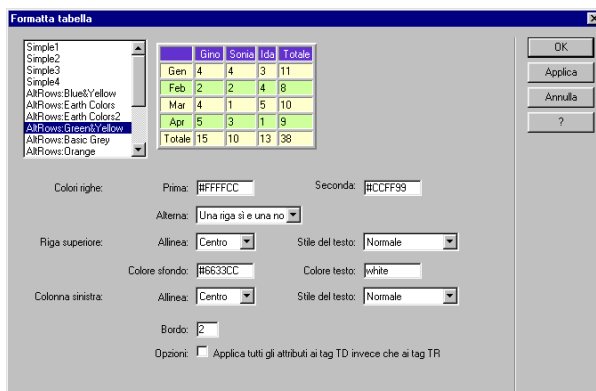 Formatta tabella
Simple1
Simple2
Simple3
Simple4
AltRows:Blue&Yellow
AltRows:Earth Colors
AltRows:Earth Colors2
AltRows:Green&Yellow
AltRows:Basic Grey
AltRows:Orange
Gino Sonia Ida Totale
Gen 4 4 3 11
Feb 2 2 4 8
Mar 4 1 5 10
Apr 5 3 1 9
Totale 15 10 13 38
OK
Applica
Annulla
?
Colori righe: Prima: #FFFFCC Seconda: #CCFF99
Alterna: Una riga sì e una no
Riga superiore: Allinea: Centro Stile del testo: Normale
Colore sfondo: #6633CC Colore testo: white
Colonna sinistra: Allinea: Centro Stile del testo: Normale
Bordo: 2
Opzioni: Applica tutti gli attributi ai tag TD invece che ai tag TR